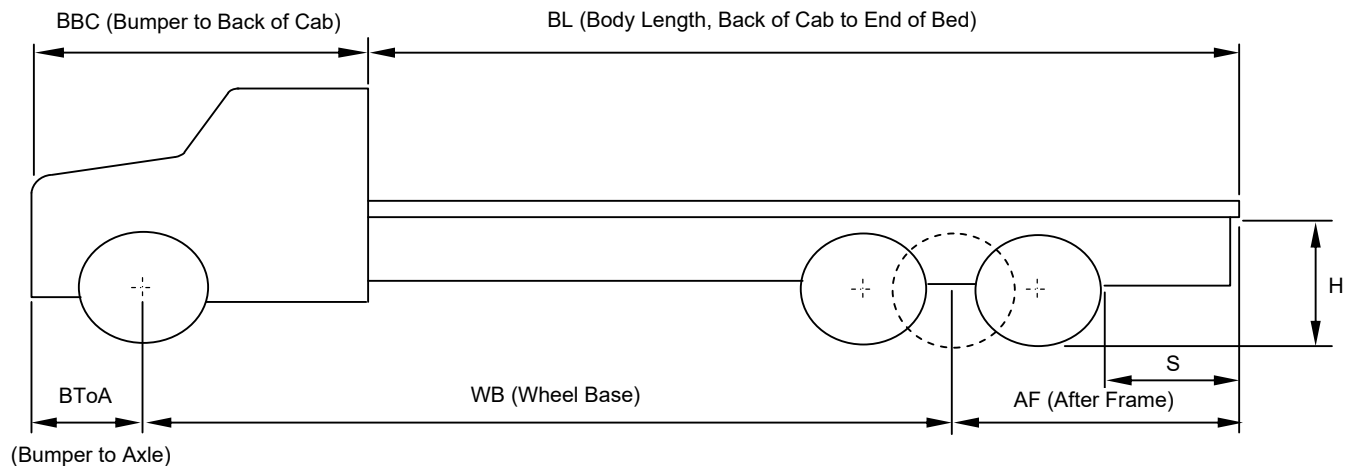 BBC (Bumper to Back of Cab)
BL (Body Length, Back of Cab to End of Bed)
H
S
BToA
WB (Wheel Base)
AF (After Frame)
(Bumper to Axle)